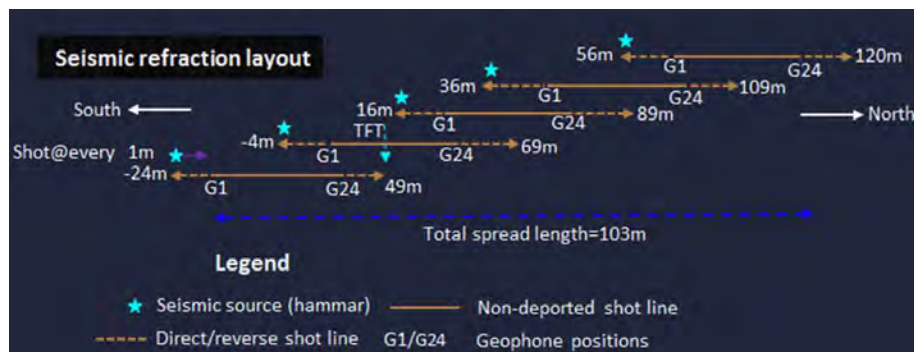 Seismic refraction layout
56m
G1
G24
120m
36m
G1
G24
109m
South
North
16m
TFT
G1
G24
89m
Shot@every 1m
-4m
G1
G24
69m
-24m
G1
G24
49m
Total spread length=103m
Legend
Seismic source (hammar)
Non-deported shot line
Direct/reverse shot line
G1/G24
Geophone positions